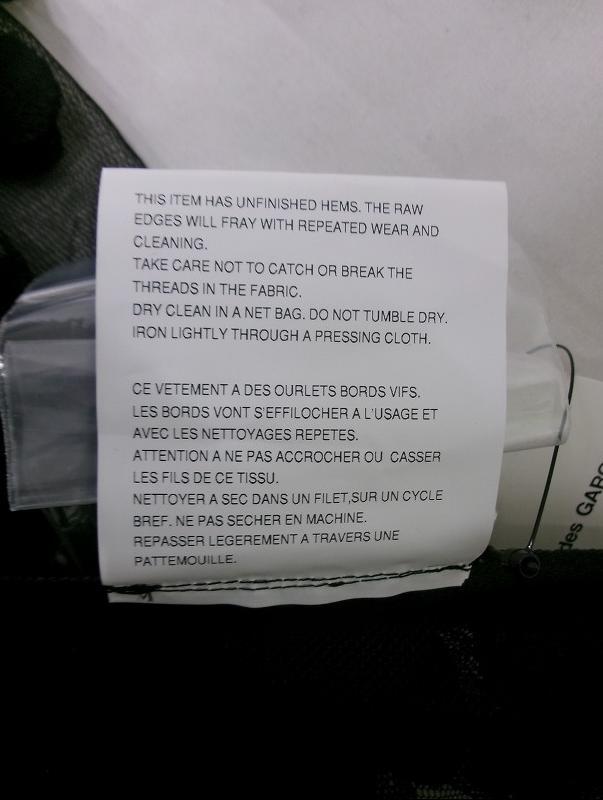 THIS ITEM HAS UNFINISHED HEMS. THE RAW
EDGES WILL FRAY WITH REPEATED WEAR AND
CLEANING.
TAKE CARE NOT TO CATCH OR BREAK THE
THREADS IN THE FABRIC.
DRY CLEAN IN A NET BAG. DO NOT TUMBLE DRY.
IRON LIGHTLY THROUGH A PRESSING CLOTH.
CE VETEMENT A DES OURLETS BORDS VIFS.
LES BORDS VONT S'EFFILOCHER A L'USAGE ET
AVEC LES NETTOYAGES REPETES.
ATTENTION A NE PAS ACCROCHER OU CASSER
LES FILS DE CE TISSU.
NETTOYER A SEC DANS UN FILET,SUR UN CYCLE
BREF. NE PAS SECHER EN MACHINE.
REPASSER LEGEREMENT A TRAVERS UNE
PATTEMOUILLE.
des GARÇ